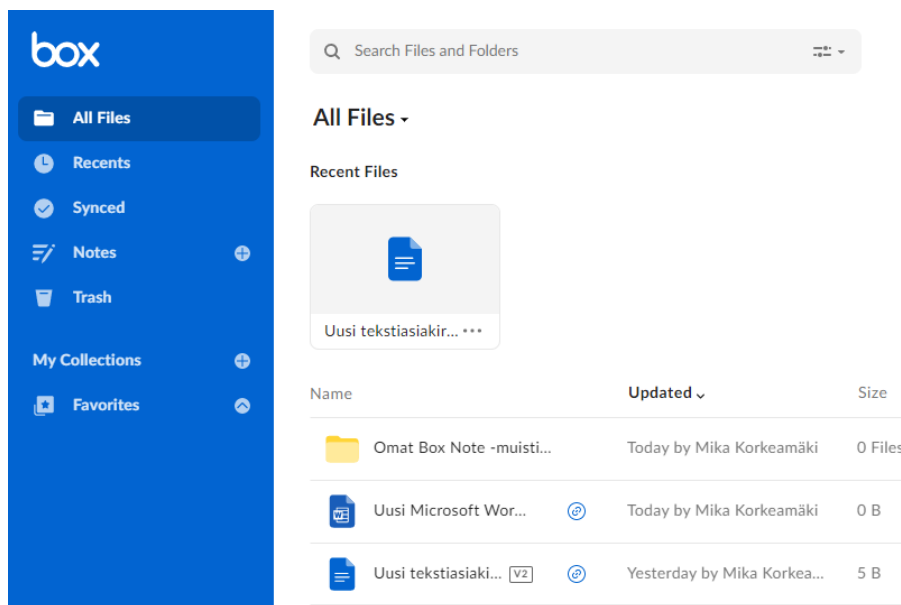 box
All Files
Recents
Synced
Notes
Trash
My Collections
Favorites
Search Files and Folders
All Files
Recent Files
Uusi tekstiasiakir...
Name Updated Size
Omat Box Note -muisti... Today by Mika Korkeamäki 0 Files
Uusi Microsoft Wor... Today by Mika Korkeamäki 0 B
Uusi tekstiasiaki... V2 Yesterday by Mika Korkea... 5 B